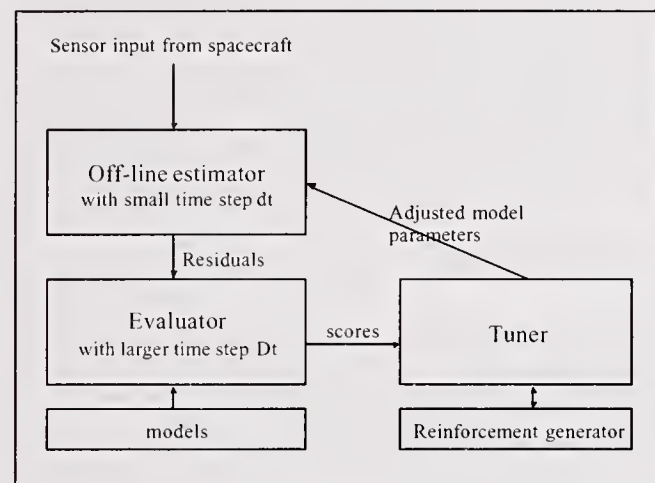 Sensor input from spacecraft
Off-line estimator
with small time step dt
Adjusted model
parameters
Residuals
Evaluator
with larger time step Dt
scores
Tuner
models
Reinforcement generator